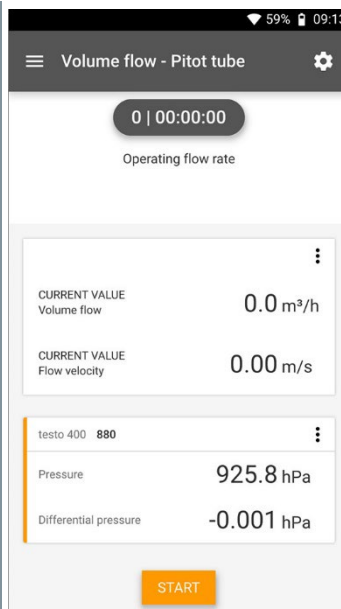 59% 09:13
Volume flow - Pitot tube
0 | 00:00:00
Operating flow rate
CURRENT VALUE
Volume flow
0.0 m³/h
CURRENT VALUE
Flow velocity
0.00 m/s
testo 400 880
Pressure
925.8 hPa
Differential pressure
-0.001 hPa
START